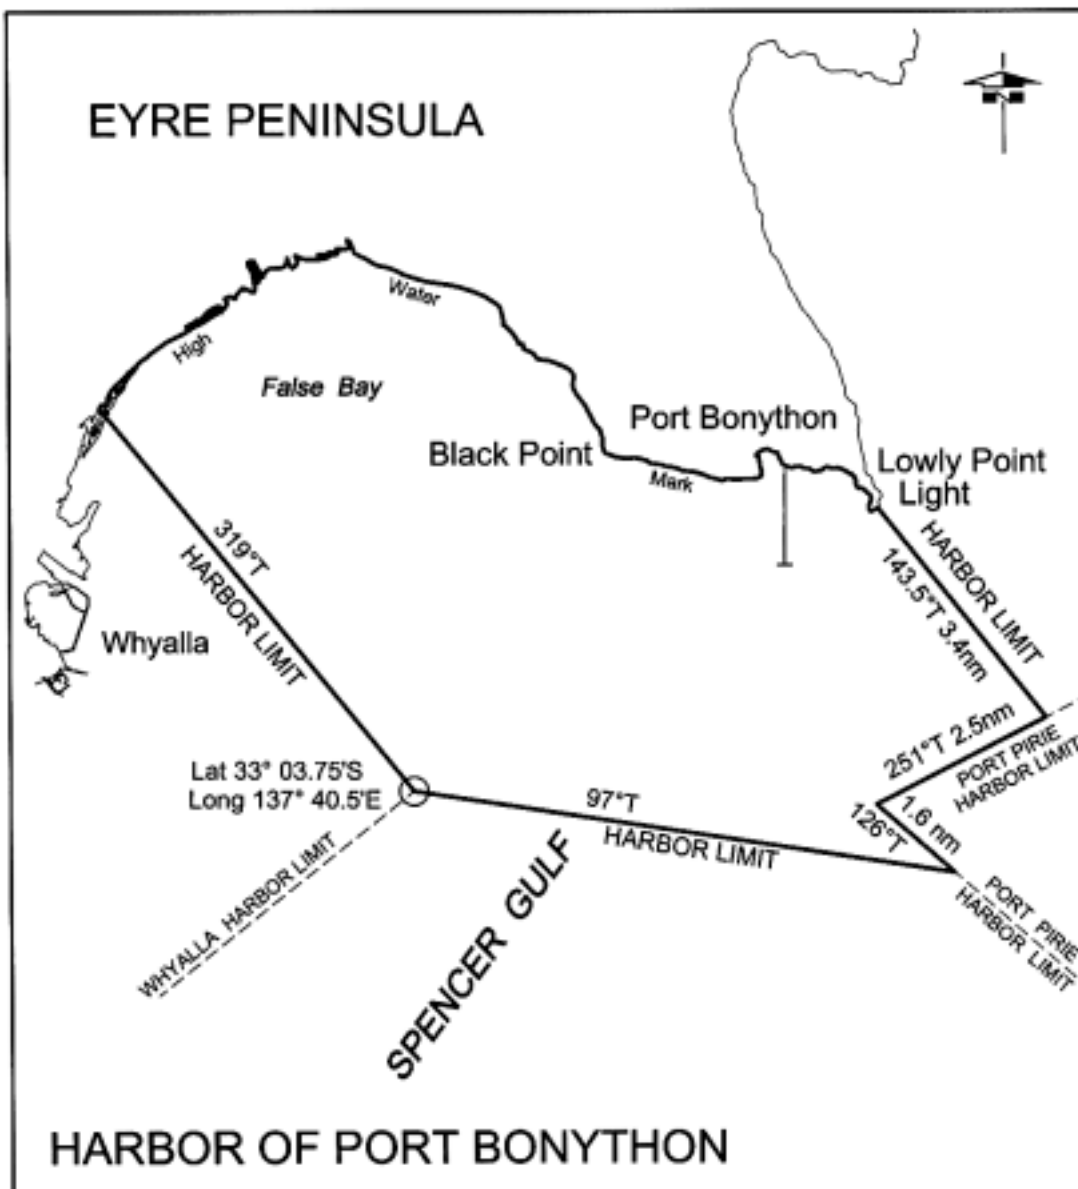 EYRE PENINSULA
Water
High
False Bay
Port Bonython
Black Point
Mark
Lowly Point
Light
319°T
HARBOR LIMIT
HARBOR LIMIT
143.5°T 3.4nm
Whyalla
251°T 2.5nm
PORT PIRIE
HARBOR LIMIT
Lat 33° 03.75'S
Long 137° 40.5'E
97°T
HARBOR LIMIT
1.6 nm
126°T
WHYALLA HARBOR LIMIT
SPENCER GULF
PORT PIRIE
HARBOR LIMIT
HARBOR OF PORT BONYTHON